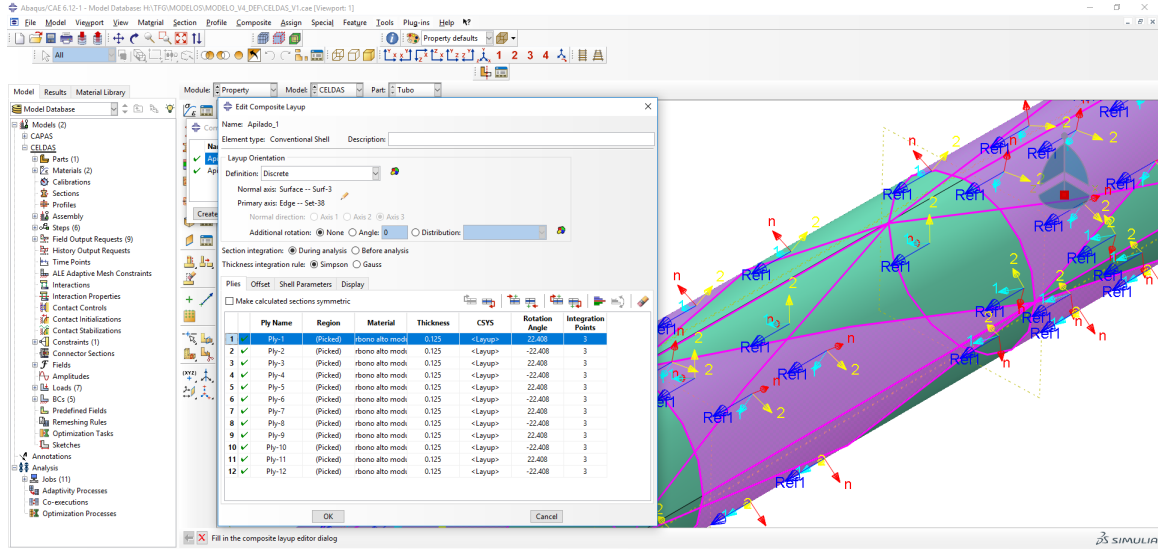 Abaqus/CAE 6.12-1 - Model Database: H:\TFG\MODELOS\MODELO_V4_DEF\CELDAS_V1.cae [Viewport: 1]
File Model Viewport View Material Section Profile Composite Assign Special Feature Tools Plug-ins Help
Property defaults
All
1 2 3 4
Model Results Material Library
Module: Property Model: CELDAS Part: Tubo
Model Database
Models (2)
CAPAS
CELDAS
Parts (1)
Materials (2)
Calibrations
Sections
Profiles
Assembly
Steps (8)
Field Output Requests (9)
History Output Requests
Time Points
ALE Adaptive Mesh Constraints
Interactions
Interaction Properties
Contact Controls
Contact Initializations
Contact Stabilizations
Constraints (1)
Connector Sections
Fields
Amplitudes
Loads (7)
BCs (5)
Predefined Fields
Remeshing Rules
Optimization Tasks
Sketches
Annotations
Analysis
Jobs (11)
Adaptivity Processes
Co-executions
Optimization Processes
Com
Na
Api
Api
Create
Edit Composite Layup
Name: Apilado_1
Element type: Conventional Shell Description:
Layup Orientation
Definition: Discrete
Normal axis: Surface -- Surf-3
Primary axis: Edge -- Set-38
Normal direction: Axis 1 Axis 2 Axis 3
Additional rotation: None Angle: 0 Distribution:
Section integration: During analysis Before analysis
Thickness integration rule: Simpson Gauss
Plies Offset Shell Parameters Display
Make calculated sections symmetric
Ply Name Region Material Thickness CSYS Rotation Angle Integration Points
1 Ply-1 (Picked) rbono alto modu 0.125 <Layup> 22.408 3
2 Ply-2 (Picked) rbono alto modu 0.125 <Layup> -22.408 3
3 Ply-3 (Picked) rbono alto modu 0.125 <Layup> 22.408 3
4 Ply-4 (Picked) rbono alto modu 0.125 <Layup> -22.408 3
5 Ply-5 (Picked) rbono alto modu 0.125 <Layup> 22.408 3
6 Ply-6 (Picked) rbono alto modu 0.125 <Layup> -22.408 3
7 Ply-7 (Picked) rbono alto modu 0.125 <Layup> 22.408 3
8 Ply-8 (Picked) rbono alto modu 0.125 <Layup> -22.408 3
9 Ply-9 (Picked) rbono alto modu 0.125 <Layup> 22.408 3
10 Ply-10 (Picked) rbono alto modu 0.125 <Layup> -22.408 3
11 Ply-11 (Picked) rbono alto modu 0.125 <Layup> 22.408 3
12 Ply-12 (Picked) rbono alto modu 0.125 <Layup> -22.408 3
OK Cancel
Ref1
n
2
1
Fill in the composite layup editor dialog
SIMULIA